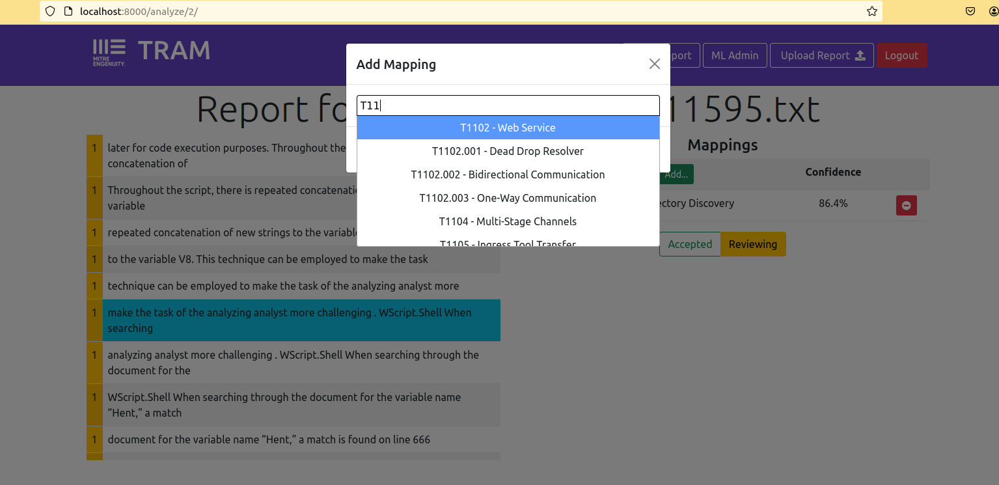 localhost:8000/analyze/2/
MITRE
ENGENUITY
TRAM
port
ML Admin
Upload Report
Logout
Add Mapping
T11
T1102 - Web Service
T1102.001 - Dead Drop Resolver
T1102.002 - Bidirectional Communication
T1102.003 - One-Way Communication
T1104 - Multi-Stage Channels
T1105 - Ingress Tool Transfer
Report fo
11595.txt
1 later for code execution purposes. Throughout the
concatenation of
1 Throughout the script, there is repeated concatenati
variable
1 repeated concatenation of new strings to the variabl
1 to the variable V8. This technique can be employed to make the task
1 technique can be employed to make the task of the analyzing analyst more
1 make the task of the analyzing analyst more challenging . WScript.Shell When
searching
1 analyzing analyst more challenging . WScript.Shell When searching through the
document for the
1 WScript.Shell When searching through the document for the variable name
“Hent,” a match
1 document for the variable name “Hent,” a match is found on line 666
Mappings
Add... Confidence
ectory Discovery 86.4%
Accepted Reviewing